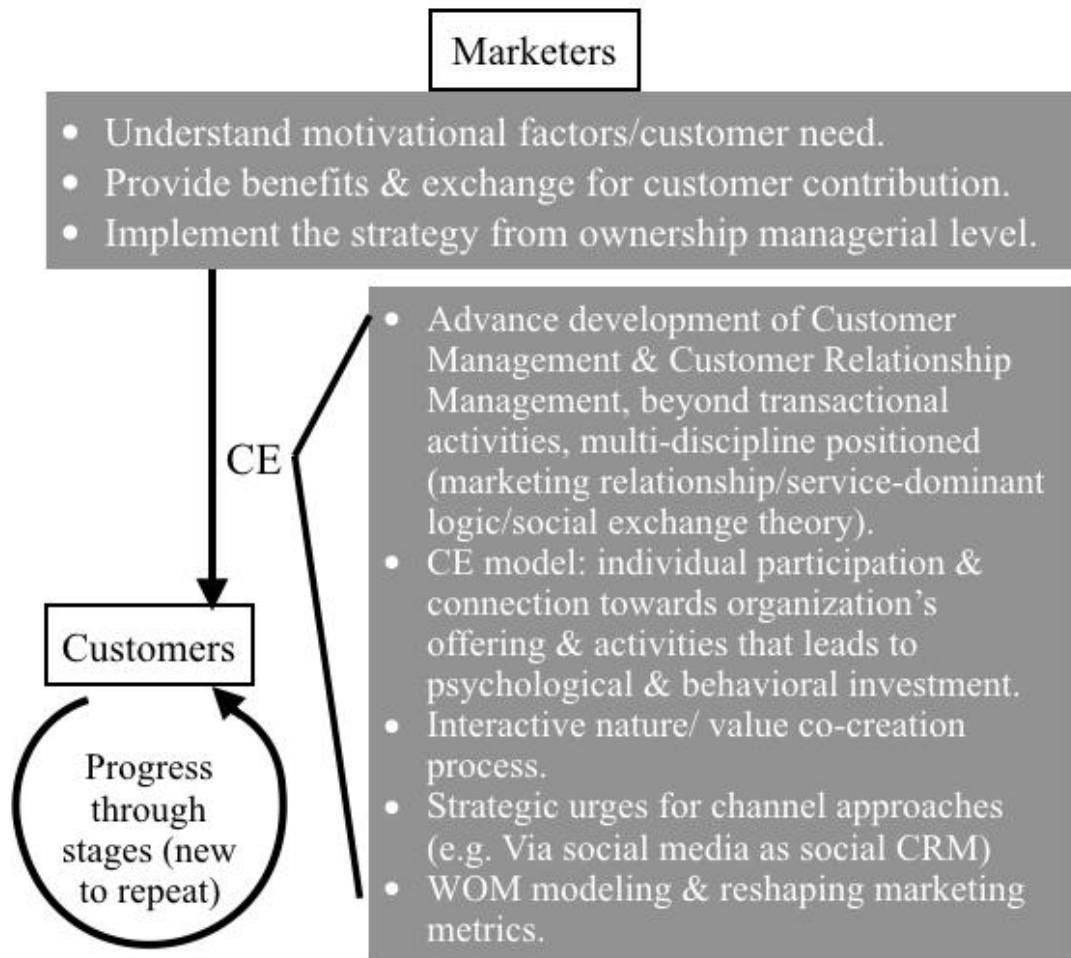 Marketers
• Understand motivational factors/customer need.
• Provide benefits & exchange for customer contribution.
• Implement the strategy from ownership managerial level.
• Advance development of Customer
Management & Customer Relationship
Management, beyond transactional
activities, multi-discipline positioned
(marketing relationship/service-dominant
logic/social exchange theory).
• CE model: individual participation &
connection towards organization’s
offering & activities that leads to
psychological & behavioral investment.
• Interactive nature/ value co-creation
process.
• Strategic urges for channel approaches
(e.g. Via social media as social CRM)
• WOM modeling & reshaping marketing
metrics.
CE
Customers
Progress
through
stages (new
to repeat)